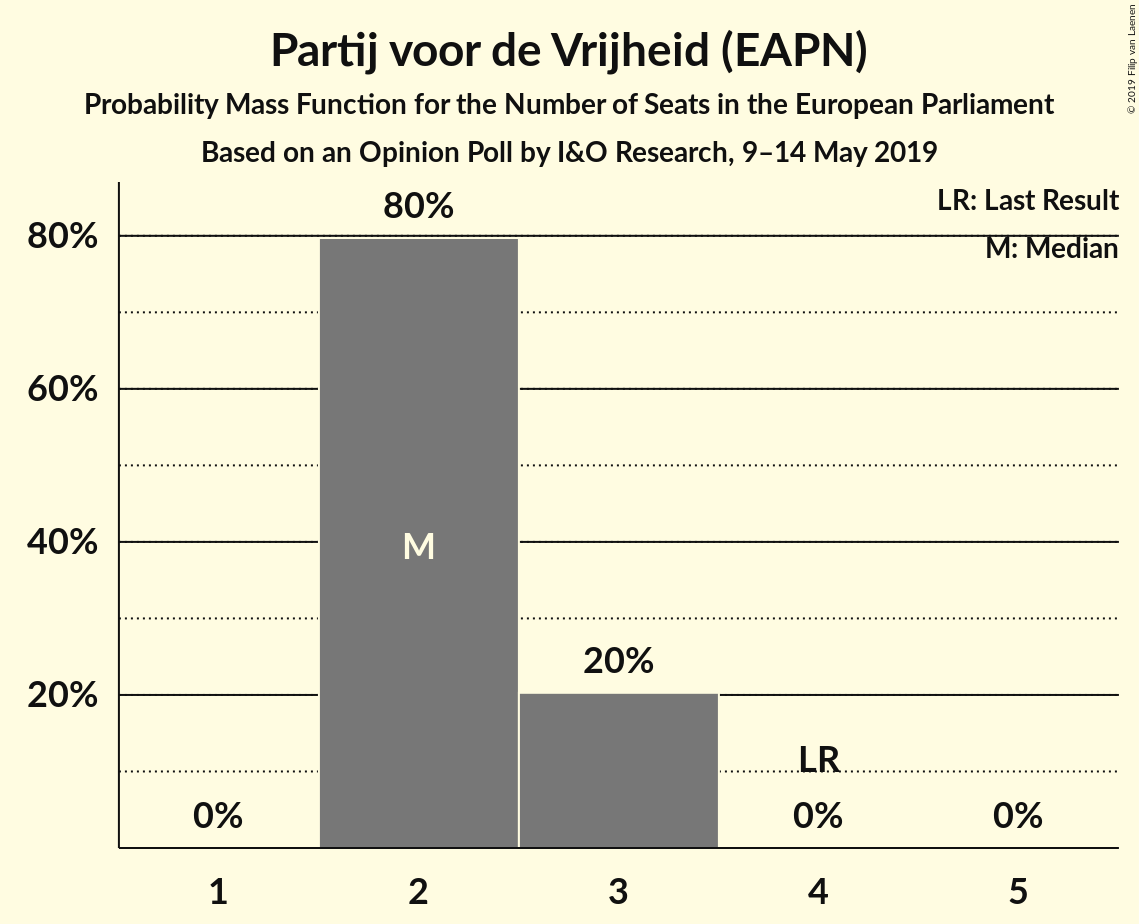 Partij voor de Vrijheid (EAPN)
Probability Mass Function for the Number of Seats in the European Parliament
Based on an Opinion Poll by I&O Research, 9–14 May 2019
© 2019 Filip van Laenen
LR: Last Result
M: Median
80%
60%
40%
20%
0%
80%
M
20%
LR
0%
0%
1
2
3
4
5